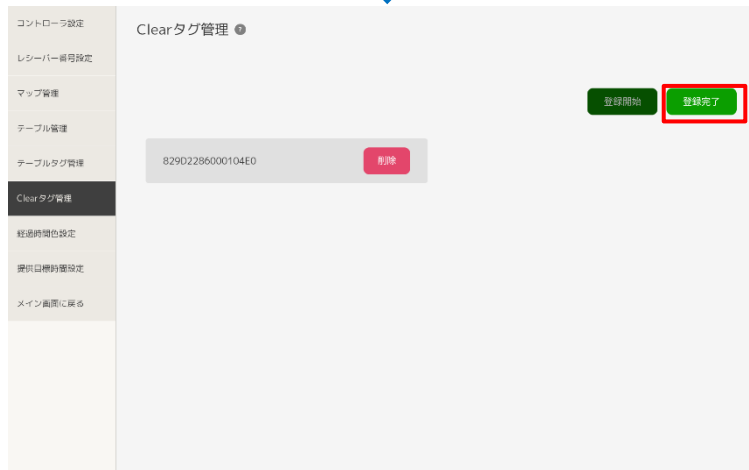 コントローラ設定
レシーバー番号設定
マップ管理
テーブル管理
テーブルタグ管理
Clearタグ管理
経過時間色設定
提供目標時間設定
メイン画面に戻る
Clearタグ管理 ?
登録開始
登録完了
829D2286000104E0
削除